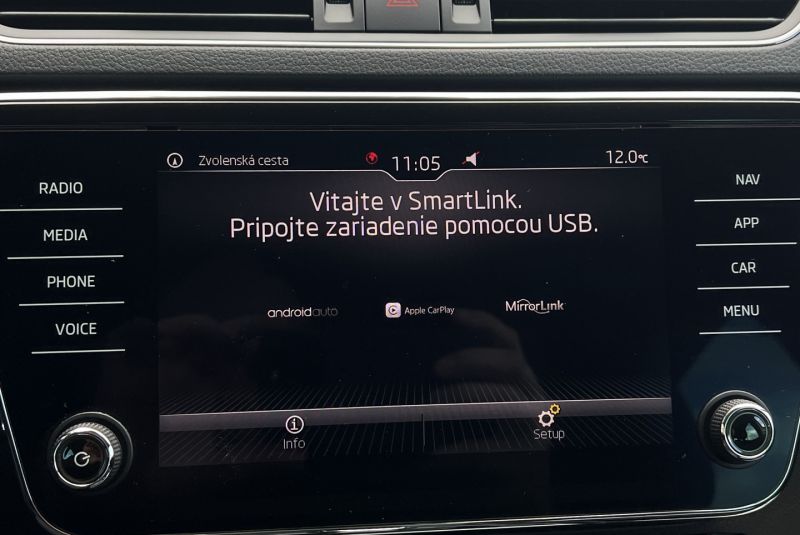 Zvolenská cesta 11:05 12.0℃
RADIO
MEDIA
PHONE
VOICE
Vitajte v SmartLink.
Pripojte zariadenie pomocou USB.
androidauto Apple CarPlay MirrorLink
Info Setup
NAV
APP
CAR
MENU